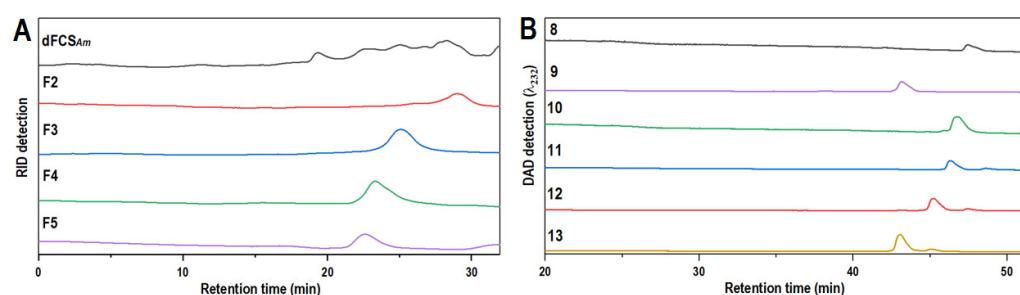 A
dFCSAm
F2
F3
F4
F5
RID detection
0 10 20 30
Retention time (min)
B
8
9
10
11
12
13
DAD detection (λ232)
20 30 40 50
Retention time (min)